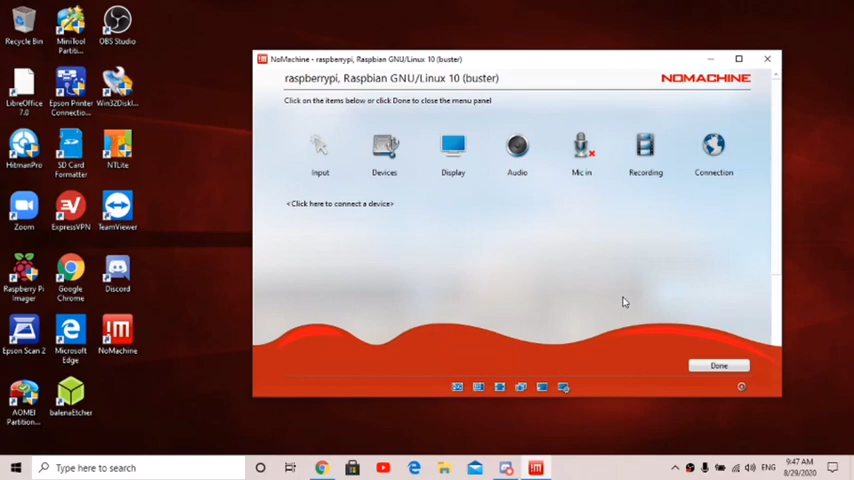 Recycle Bin
MiniTool
Partiti...
OBS Studio
LibreOffice
7.0
Epson Printer
Connectio...
Win32DiskI...
HitmanPro
SD Card
Formatter
NTLite
Zoom
ExpressVPN
TeamViewer
Raspberry Pi
Imager
Google
Chrome
Discord
Epson Scan 2
Microsoft
Edge
NoMachine
AOMEI
Partition...
balenaEtcher
NoMachine - raspberrypi, Raspbian GNU/Linux 10 (buster)
raspberrypi, Raspbian GNU/Linux 10 (buster)
NOMACHINE
Click on the items below or click Done to close the menu panel
Input
Devices
Display
Audio
Mic in
Recording
Connection
<Click here to connect a device>
Done
Type here to search
ENG
9:47 AM
8/29/2020